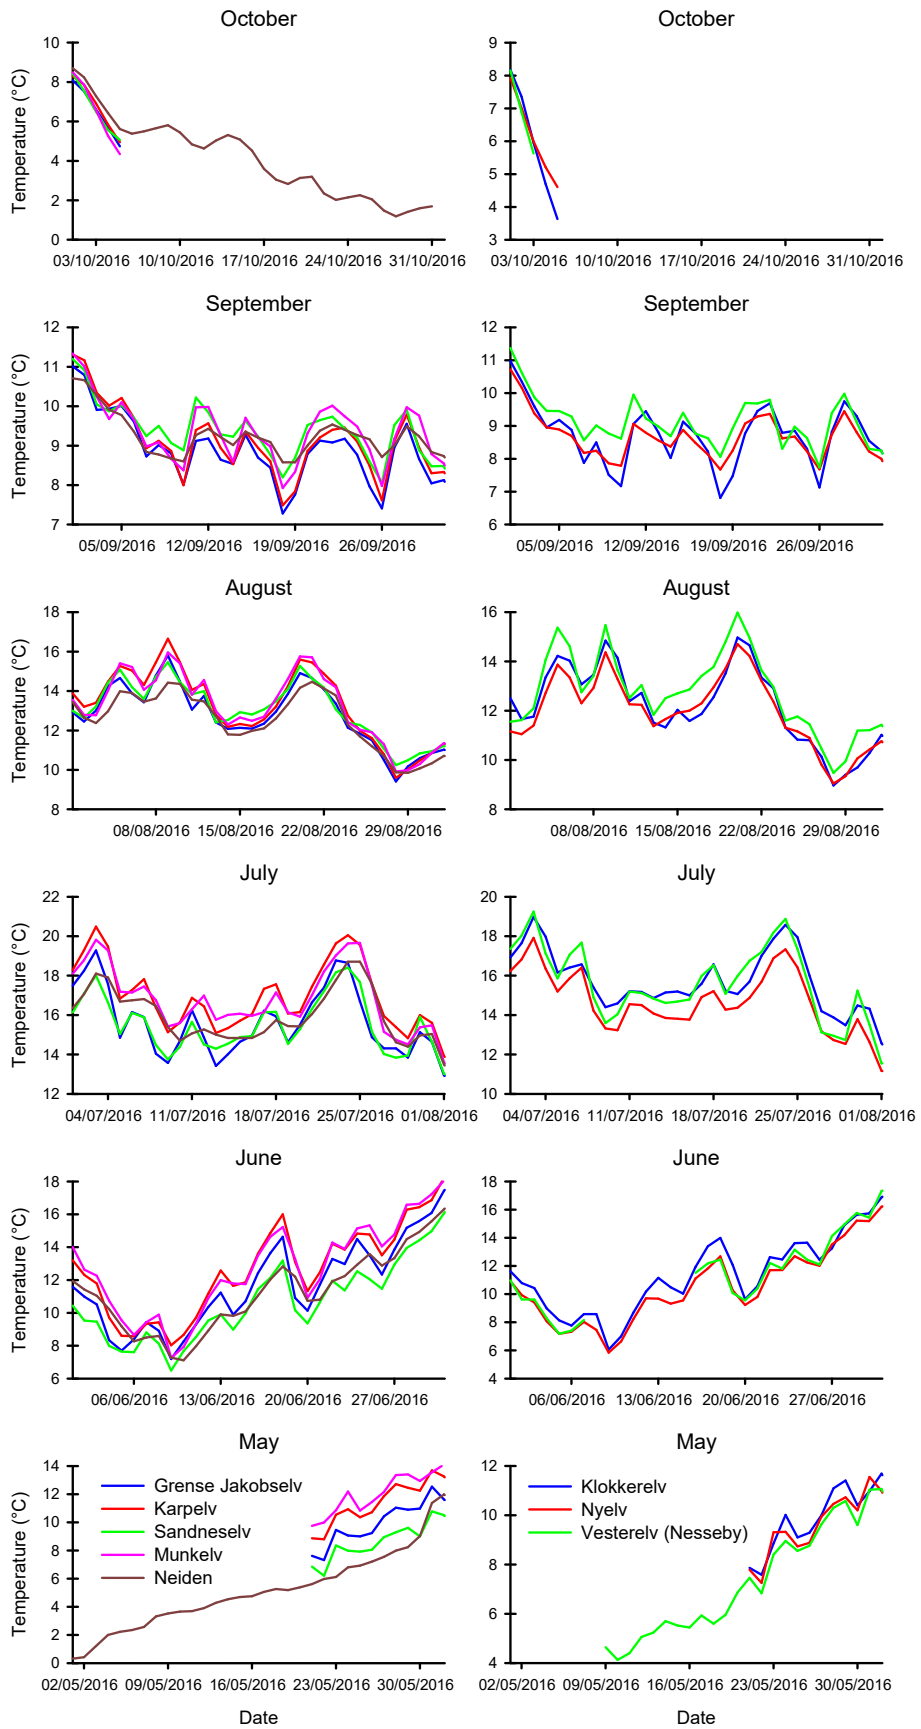 October
October
Temperature (°C)
10
8
6
4
2
0
03/10/2016 10/10/2016 17/10/2016 24/10/2016 31/10/2016
9
8
7
6
5
4
3
03/10/2016 10/10/2016 17/10/2016 24/10/2016 31/10/2016
September
September
Temperature (°C)
12
11
10
9
8
7
05/09/2016 12/09/2016 19/09/2016 26/09/2016
12
11
10
9
8
7
6
05/09/2016 12/09/2016 19/09/2016 26/09/2016
August
August
Temperature (°C)
18
16
14
12
10
8
08/08/2016 15/08/2016 22/08/2016 29/08/2016
16
14
12
10
8
08/08/2016 15/08/2016 22/08/2016 29/08/2016
July
July
Temperature (°C)
22
20
18
16
14
12
04/07/2016 11/07/2016 18/07/2016 25/07/2016 01/08/2016
20
18
16
14
12
10
04/07/2016 11/07/2016 18/07/2016 25/07/2016 01/08/2016
June
June
Temperature (°C)
18
16
14
12
10
8
6
06/06/2016 13/06/2016 20/06/2016 27/06/2016
18
16
14
12
10
8
6
4
06/06/2016 13/06/2016 20/06/2016 27/06/2016
May
May
Temperature (°C)
14
12
10
8
6
4
2
0
Grense Jakobselv
Karpelv
Sandneselv
Munkelv
Neiden
02/05/2016 09/05/2016 16/05/2016 23/05/2016 30/05/2016
Date
12
10
8
6
4
Klokkerelv
Nyelv
Vesterelv (Nesseby)
02/05/2016 09/05/2016 16/05/2016 23/05/2016 30/05/2016
Date